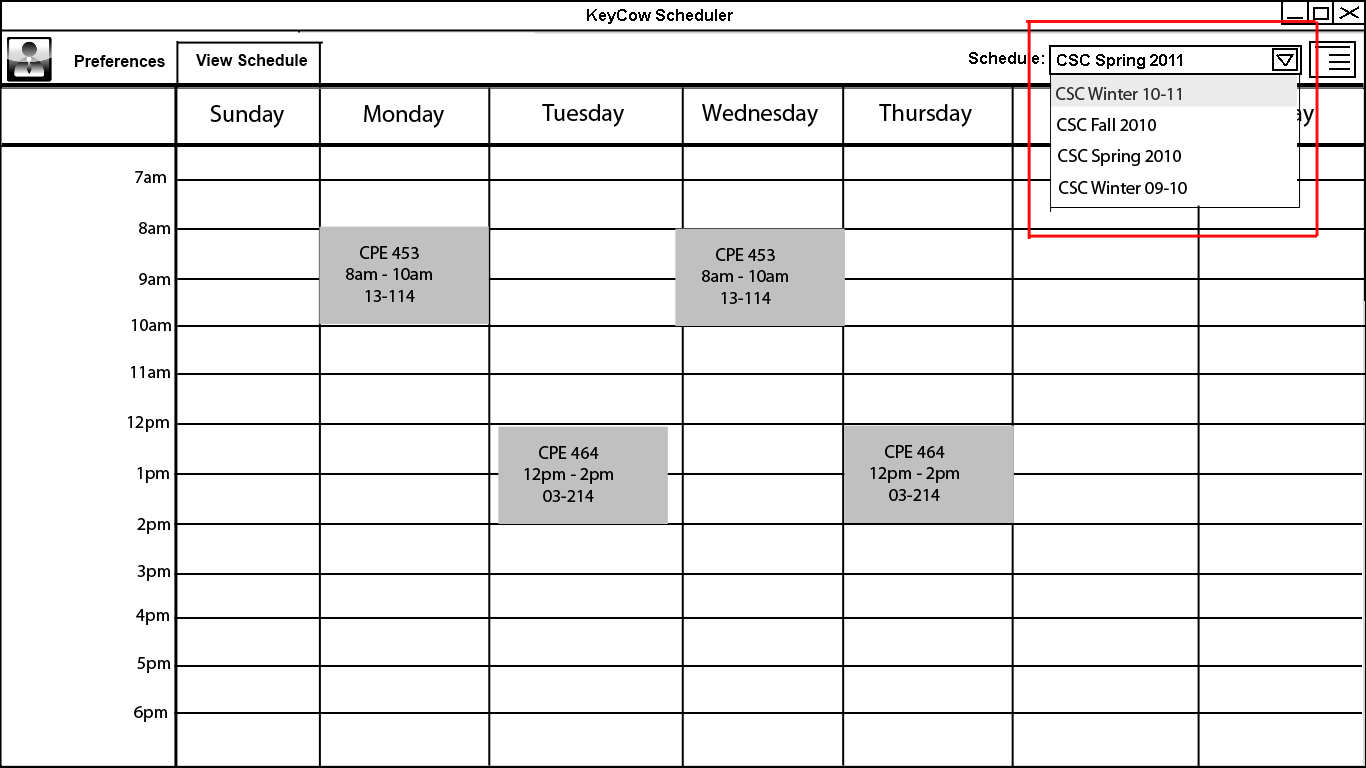 KeyCow Scheduler
Preferences
View Schedule
Schedule:
CSC Spring 2011
CSC Winter 10-11
CSC Fall 2010
CSC Spring 2010
CSC Winter 09-10
Sunday
Monday
Tuesday
Wednesday
Thursday
7am
8am
CPE 453
8am - 10am
13-114
CPE 453
8am - 10am
13-114
9am
10am
11am
12pm
CPE 464
12pm - 2pm
03-214
CPE 464
12pm - 2pm
03-214
1pm
2pm
3pm
4pm
5pm
6pm